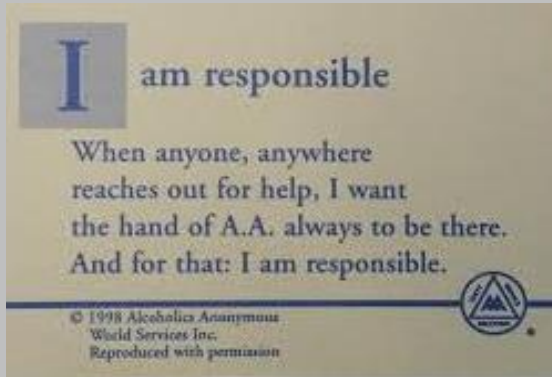 I am responsible
When anyone, anywhere
reaches out for help, I want
the hand of A.A. always to be there.
And for that: I am responsible.
© 1998 Alcoholics Anonymous
World Services Inc.
Reproduced with permission